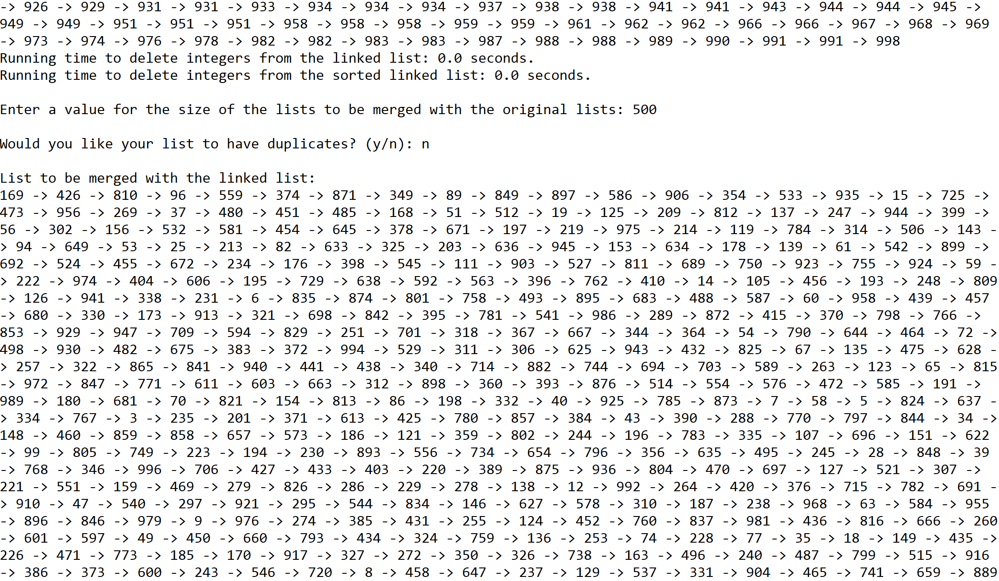 -> 926 -> 929 -> 931 -> 931 -> 933 -> 934 -> 934 -> 934 -> 937 -> 938 -> 938 -> 941 -> 941 -> 943 -> 944 -> 944 -> 945 ->
949 -> 949 -> 951 -> 951 -> 951 -> 958 -> 958 -> 958 -> 959 -> 959 -> 961 -> 962 -> 962 -> 966 -> 966 -> 967 -> 968 -> 969
-> 973 -> 974 -> 976 -> 978 -> 982 -> 982 -> 983 -> 983 -> 987 -> 988 -> 988 -> 989 -> 990 -> 991 -> 991 -> 998
Running time to delete integers from the linked list: 0.0 seconds.
Running time to delete integers from the sorted linked list: 0.0 seconds.
Enter a value for the size of the lists to be merged with the original lists: 500
Would you like your list to have duplicates? (y/n): n
List to be merged with the linked list:
169 -> 426 -> 810 -> 96 -> 559 -> 374 -> 871 -> 349 -> 89 -> 849 -> 897 -> 586 -> 906 -> 354 -> 533 -> 935 -> 15 -> 725 ->
473 -> 956 -> 269 -> 37 -> 480 -> 451 -> 485 -> 168 -> 51 -> 512 -> 19 -> 125 -> 209 -> 812 -> 137 -> 247 -> 944 -> 399 ->
56 -> 302 -> 156 -> 532 -> 581 -> 454 -> 645 -> 378 -> 671 -> 197 -> 219 -> 975 -> 214 -> 119 -> 784 -> 314 -> 506 -> 143 -
> 94 -> 649 -> 53 -> 25 -> 213 -> 82 -> 633 -> 325 -> 203 -> 636 -> 945 -> 153 -> 634 -> 178 -> 139 -> 61 -> 542 -> 899 ->
692 -> 524 -> 455 -> 672 -> 234 -> 176 -> 398 -> 545 -> 111 -> 903 -> 527 -> 811 -> 689 -> 750 -> 923 -> 755 -> 924 -> 59 -
> 222 -> 974 -> 404 -> 606 -> 195 -> 729 -> 638 -> 592 -> 563 -> 396 -> 762 -> 410 -> 14 -> 105 -> 456 -> 193 -> 248 -> 809
-> 126 -> 941 -> 338 -> 231 -> 6 -> 835 -> 874 -> 801 -> 758 -> 493 -> 895 -> 683 -> 488 -> 587 -> 60 -> 958 -> 439 -> 457
-> 680 -> 330 -> 173 -> 913 -> 321 -> 698 -> 842 -> 395 -> 781 -> 541 -> 986 -> 289 -> 872 -> 415 -> 370 -> 798 -> 766 ->
853 -> 929 -> 947 -> 709 -> 594 -> 829 -> 251 -> 701 -> 318 -> 367 -> 667 -> 344 -> 364 -> 54 -> 790 -> 644 -> 464 -> 72 ->
498 -> 930 -> 482 -> 675 -> 383 -> 372 -> 994 -> 529 -> 311 -> 306 -> 625 -> 943 -> 432 -> 825 -> 67 -> 135 -> 475 -> 628 -
> 257 -> 322 -> 865 -> 841 -> 940 -> 441 -> 438 -> 340 -> 714 -> 882 -> 744 -> 694 -> 703 -> 589 -> 263 -> 123 -> 65 -> 815
-> 972 -> 847 -> 771 -> 611 -> 603 -> 663 -> 312 -> 898 -> 360 -> 393 -> 876 -> 514 -> 554 -> 576 -> 472 -> 585 -> 191 ->
989 -> 180 -> 681 -> 70 -> 821 -> 154 -> 813 -> 86 -> 198 -> 332 -> 40 -> 925 -> 785 -> 873 -> 7 -> 58 -> 5 -> 824 -> 637 -
> 334 -> 767 -> 3 -> 235 -> 201 -> 371 -> 613 -> 425 -> 780 -> 857 -> 384 -> 43 -> 390 -> 288 -> 770 -> 797 -> 844 -> 34 ->
148 -> 460 -> 859 -> 858 -> 657 -> 573 -> 186 -> 121 -> 359 -> 802 -> 244 -> 196 -> 783 -> 335 -> 107 -> 696 -> 151 -> 622
-> 99 -> 805 -> 749 -> 223 -> 194 -> 230 -> 893 -> 556 -> 734 -> 654 -> 796 -> 356 -> 635 -> 495 -> 245 -> 28 -> 848 -> 39
-> 768 -> 346 -> 996 -> 706 -> 427 -> 433 -> 403 -> 220 -> 389 -> 875 -> 936 -> 804 -> 470 -> 697 -> 127 -> 521 -> 307 ->
221 -> 551 -> 159 -> 469 -> 279 -> 826 -> 286 -> 229 -> 278 -> 138 -> 12 -> 992 -> 264 -> 420 -> 376 -> 715 -> 782 -> 691 -
> 910 -> 47 -> 540 -> 297 -> 921 -> 295 -> 544 -> 834 -> 146 -> 627 -> 578 -> 310 -> 187 -> 238 -> 968 -> 63 -> 584 -> 955
-> 896 -> 846 -> 979 -> 9 -> 976 -> 274 -> 385 -> 431 -> 255 -> 124 -> 452 -> 760 -> 837 -> 981 -> 436 -> 816 -> 666 -> 260
-> 601 -> 597 -> 49 -> 450 -> 660 -> 793 -> 434 -> 324 -> 759 -> 136 -> 253 -> 74 -> 228 -> 77 -> 35 -> 18 -> 149 -> 435 ->
226 -> 471 -> 773 -> 185 -> 170 -> 917 -> 327 -> 272 -> 350 -> 326 -> 738 -> 163 -> 496 -> 240 -> 487 -> 799 -> 515 -> 916
-> 386 -> 373 -> 600 -> 243 -> 546 -> 720 -> 8 -> 458 -> 647 -> 237 -> 129 -> 537 -> 331 -> 904 -> 465 -> 741 -> 659 -> 889